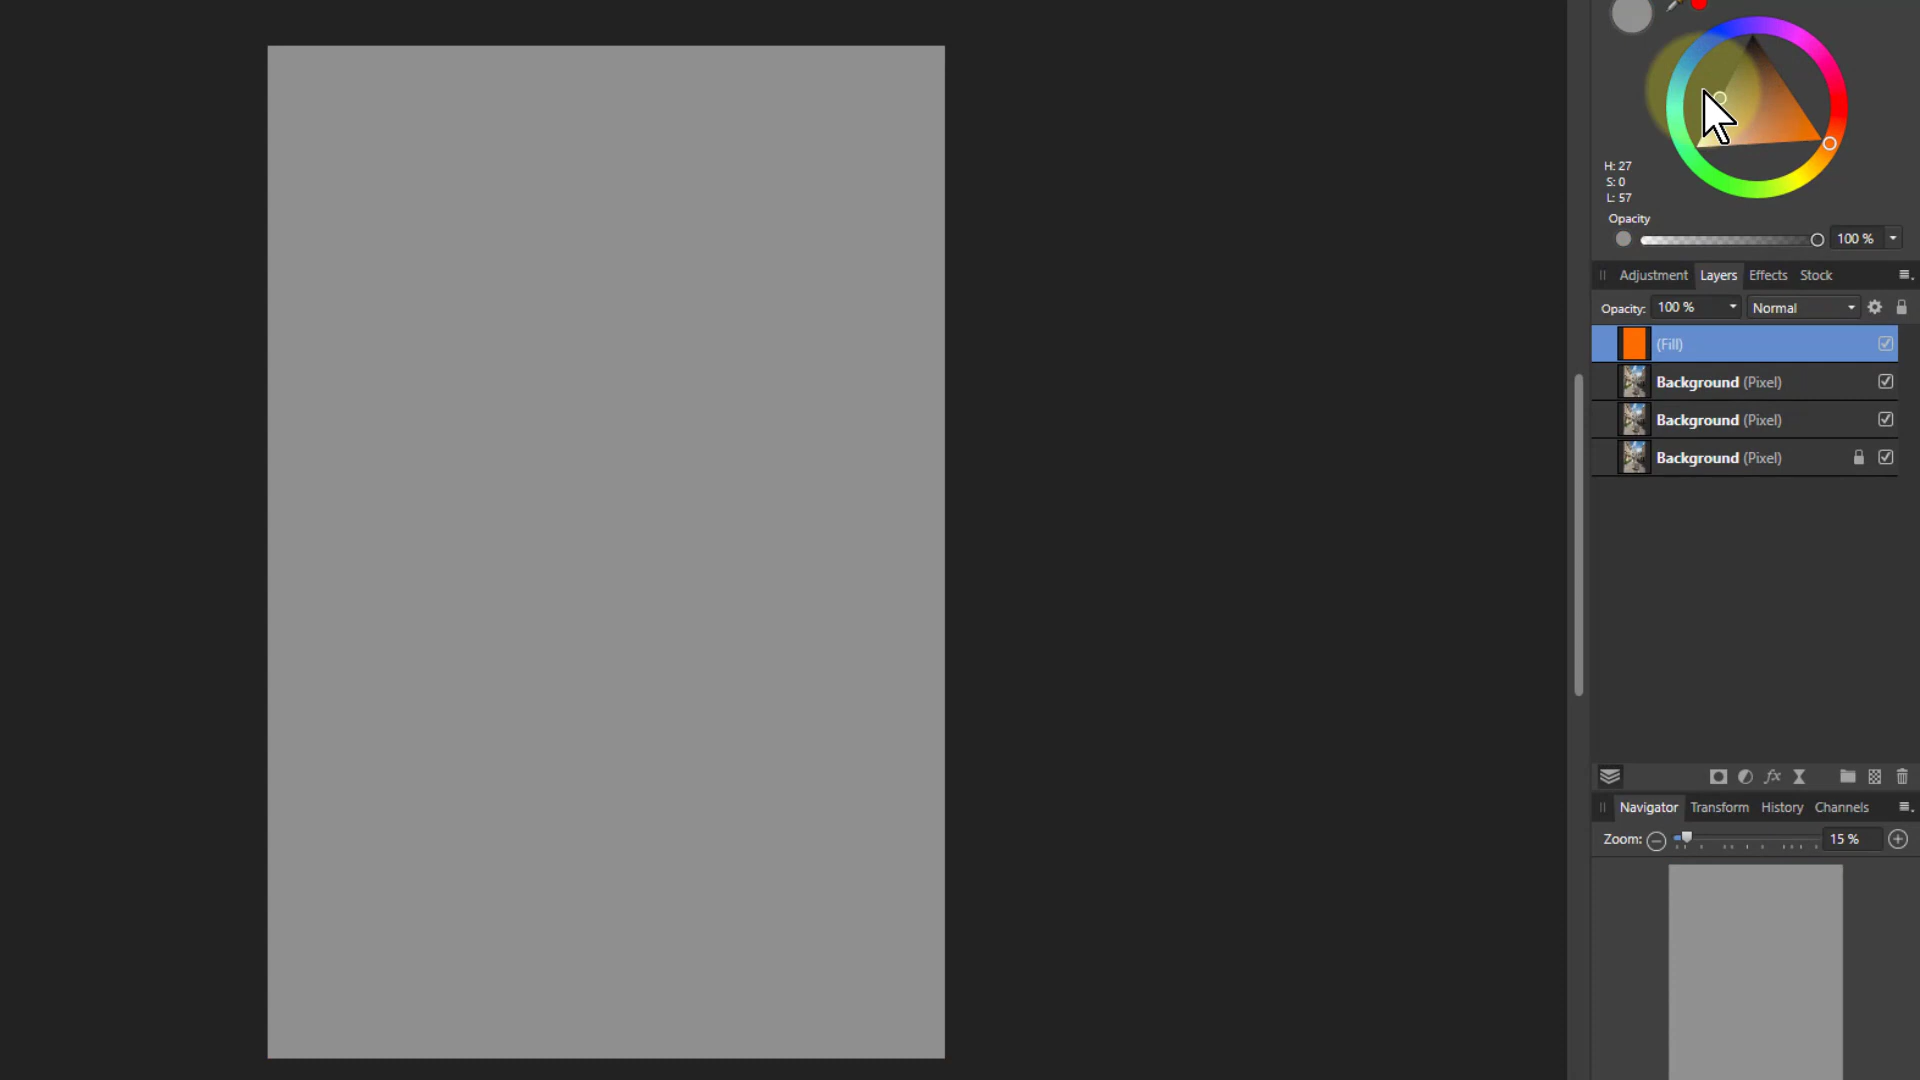 H: 27
S: 0
L: 57
Opacity
100 %
Adjustment Layers Effects Stock
Opacity: 100 % Normal
(Fill)
Background (Pixel)
Background (Pixel)
Background (Pixel)
fx
Navigator Transform History Channels
Zoom: 15 %